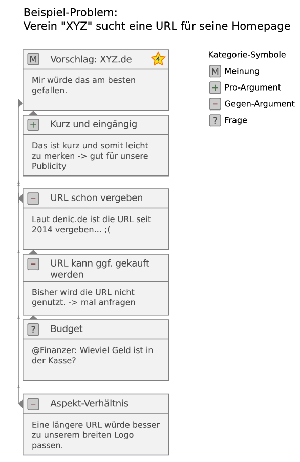 Beispiel-Problem:
Verein "XYZ" sucht eine URL für seine Homepage
M Vorschlag: XYZ.de
Mir würde das am besten
gefallen.
+ Kurz und eingängig
Das ist kurz und somit leicht
zu merken -> gut für unsere
Publicity
− URL schon vergeben
Laut denic.de ist die URL seit
2014 vergeben... ;(
− URL kann ggf. gekauft
werden
Bisher wird die URL nicht
genutzt. -> mal anfragen
? Budget
@Finanzer: Wieviel Geld ist in
der Kasse?
− Aspekt-Verhältnis
Eine längere URL würde besser
zu unserem breiten Logo
passen.
Kategorie-Symbole
M Meinung
+ Pro-Argument
− Gegen-Argument
? Frage